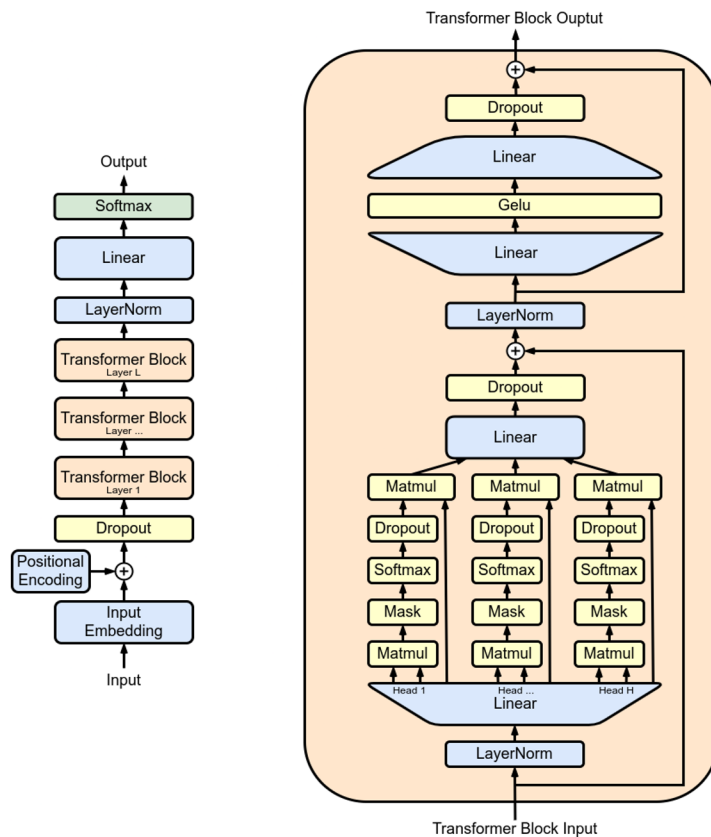 Output
Softmax
Linear
LayerNorm
Transformer Block
Layer L
Transformer Block
Layer ...
Transformer Block
Layer 1
Dropout
Positional
Encoding
+
Input
Embedding
Input
Transformer Block Ouptut
+
Dropout
Linear
Gelu
Linear
LayerNorm
+
Dropout
Linear
Matmul Matmul Matmul
Dropout Dropout Dropout
Softmax Softmax Softmax
Mask Mask Mask
Matmul Matmul Matmul
Head 1 Head ... Head H
Linear
LayerNorm
Transformer Block Input